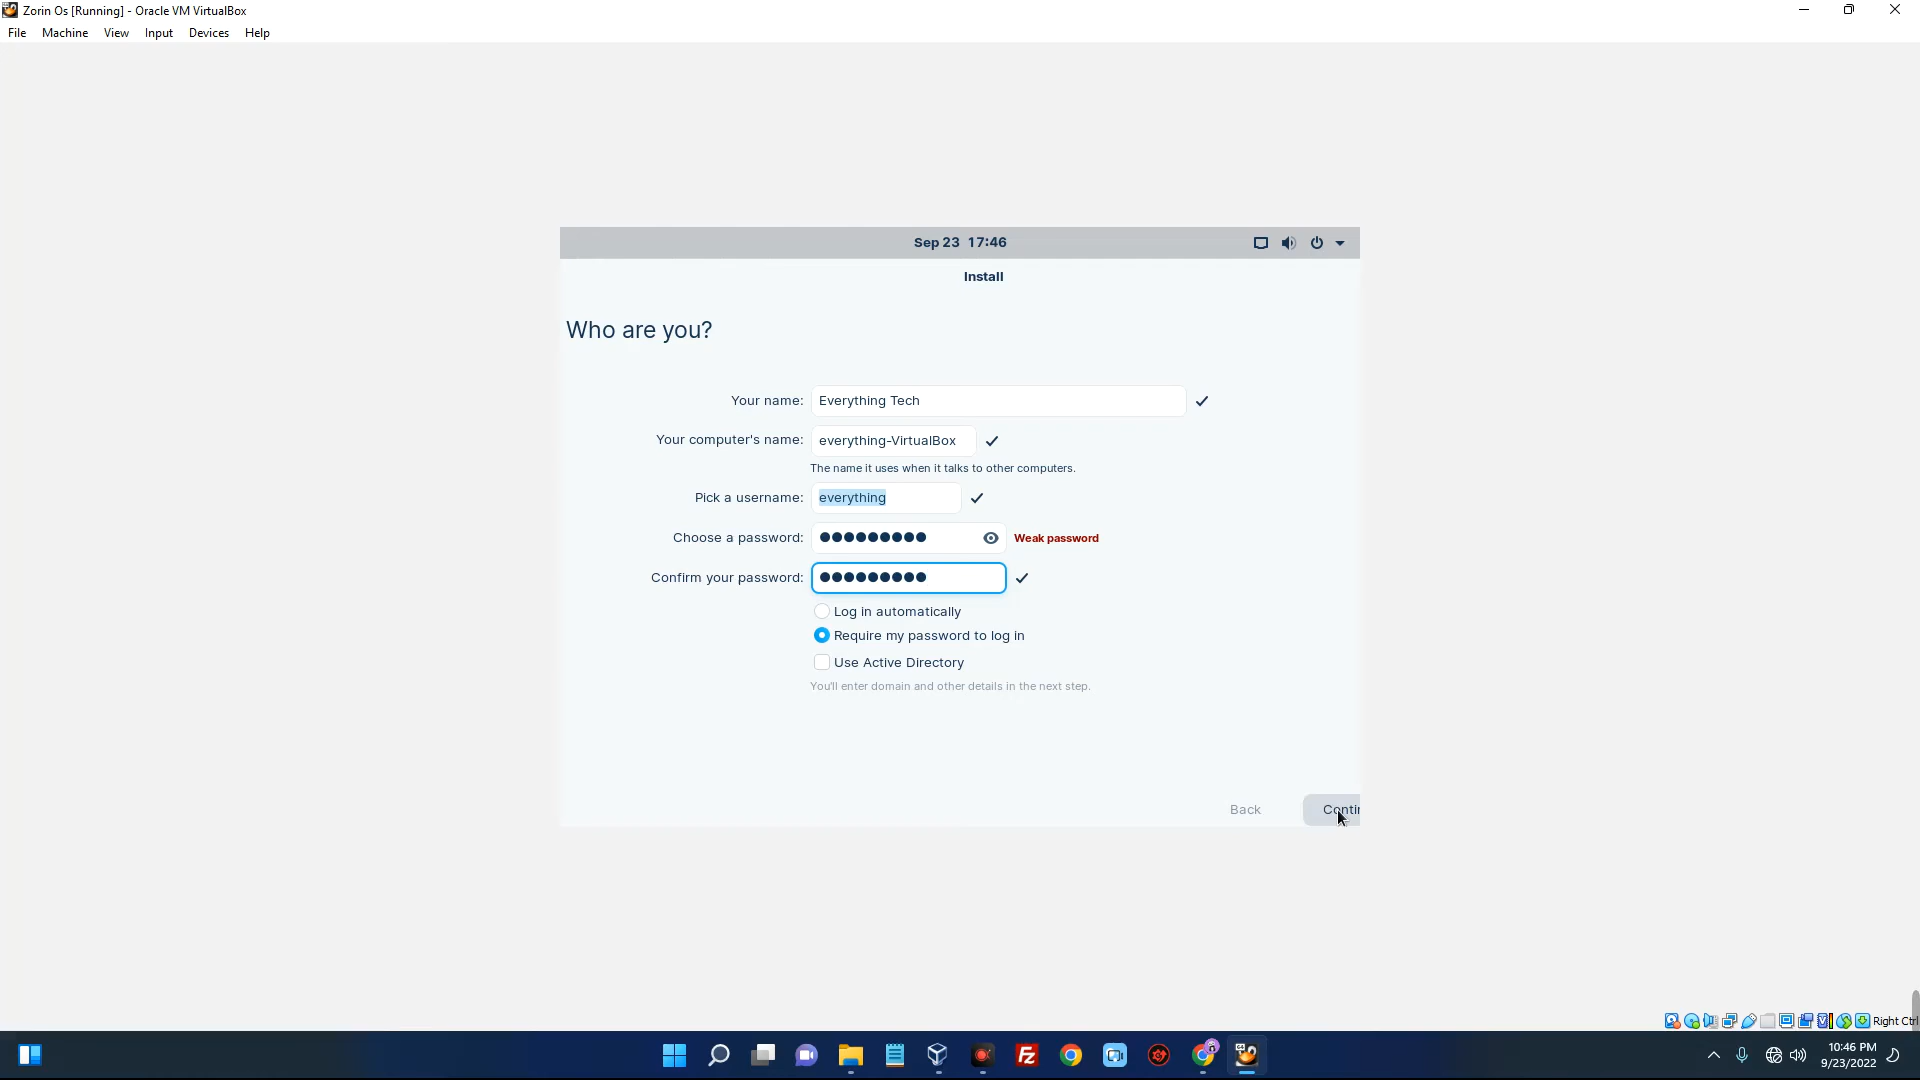 Zorin Os [Running] - Oracle VM VirtualBox
File Machine View Input Devices Help
Sep 23 17:46
Install
Who are you?
Your name: Everything Tech
Your computer's name: everything-VirtualBox
The name it uses when it talks to other computers.
Pick a username: everything
Choose a password: ●●●●●●●●● Weak password
Confirm your password: ●●●●●●●●●
Log in automatically
Require my password to log in
Use Active Directory
You'll enter domain and other details in the next step.
Back Contin
Right Ctrl
10:46 PM
9/23/2022